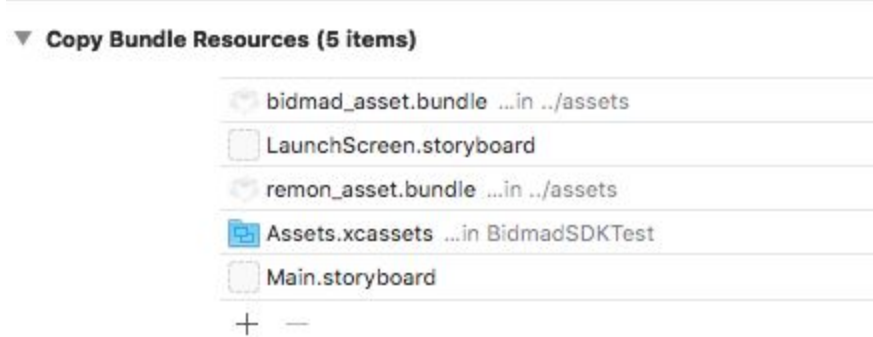 Copy Bundle Resources (5 items)
bidmad_asset.bundle ...in ../assets
LaunchScreen.storyboard
remon_asset.bundle ...in ../assets
Assets.xcassets ...in BidmadSDKTest
Main.storyboard